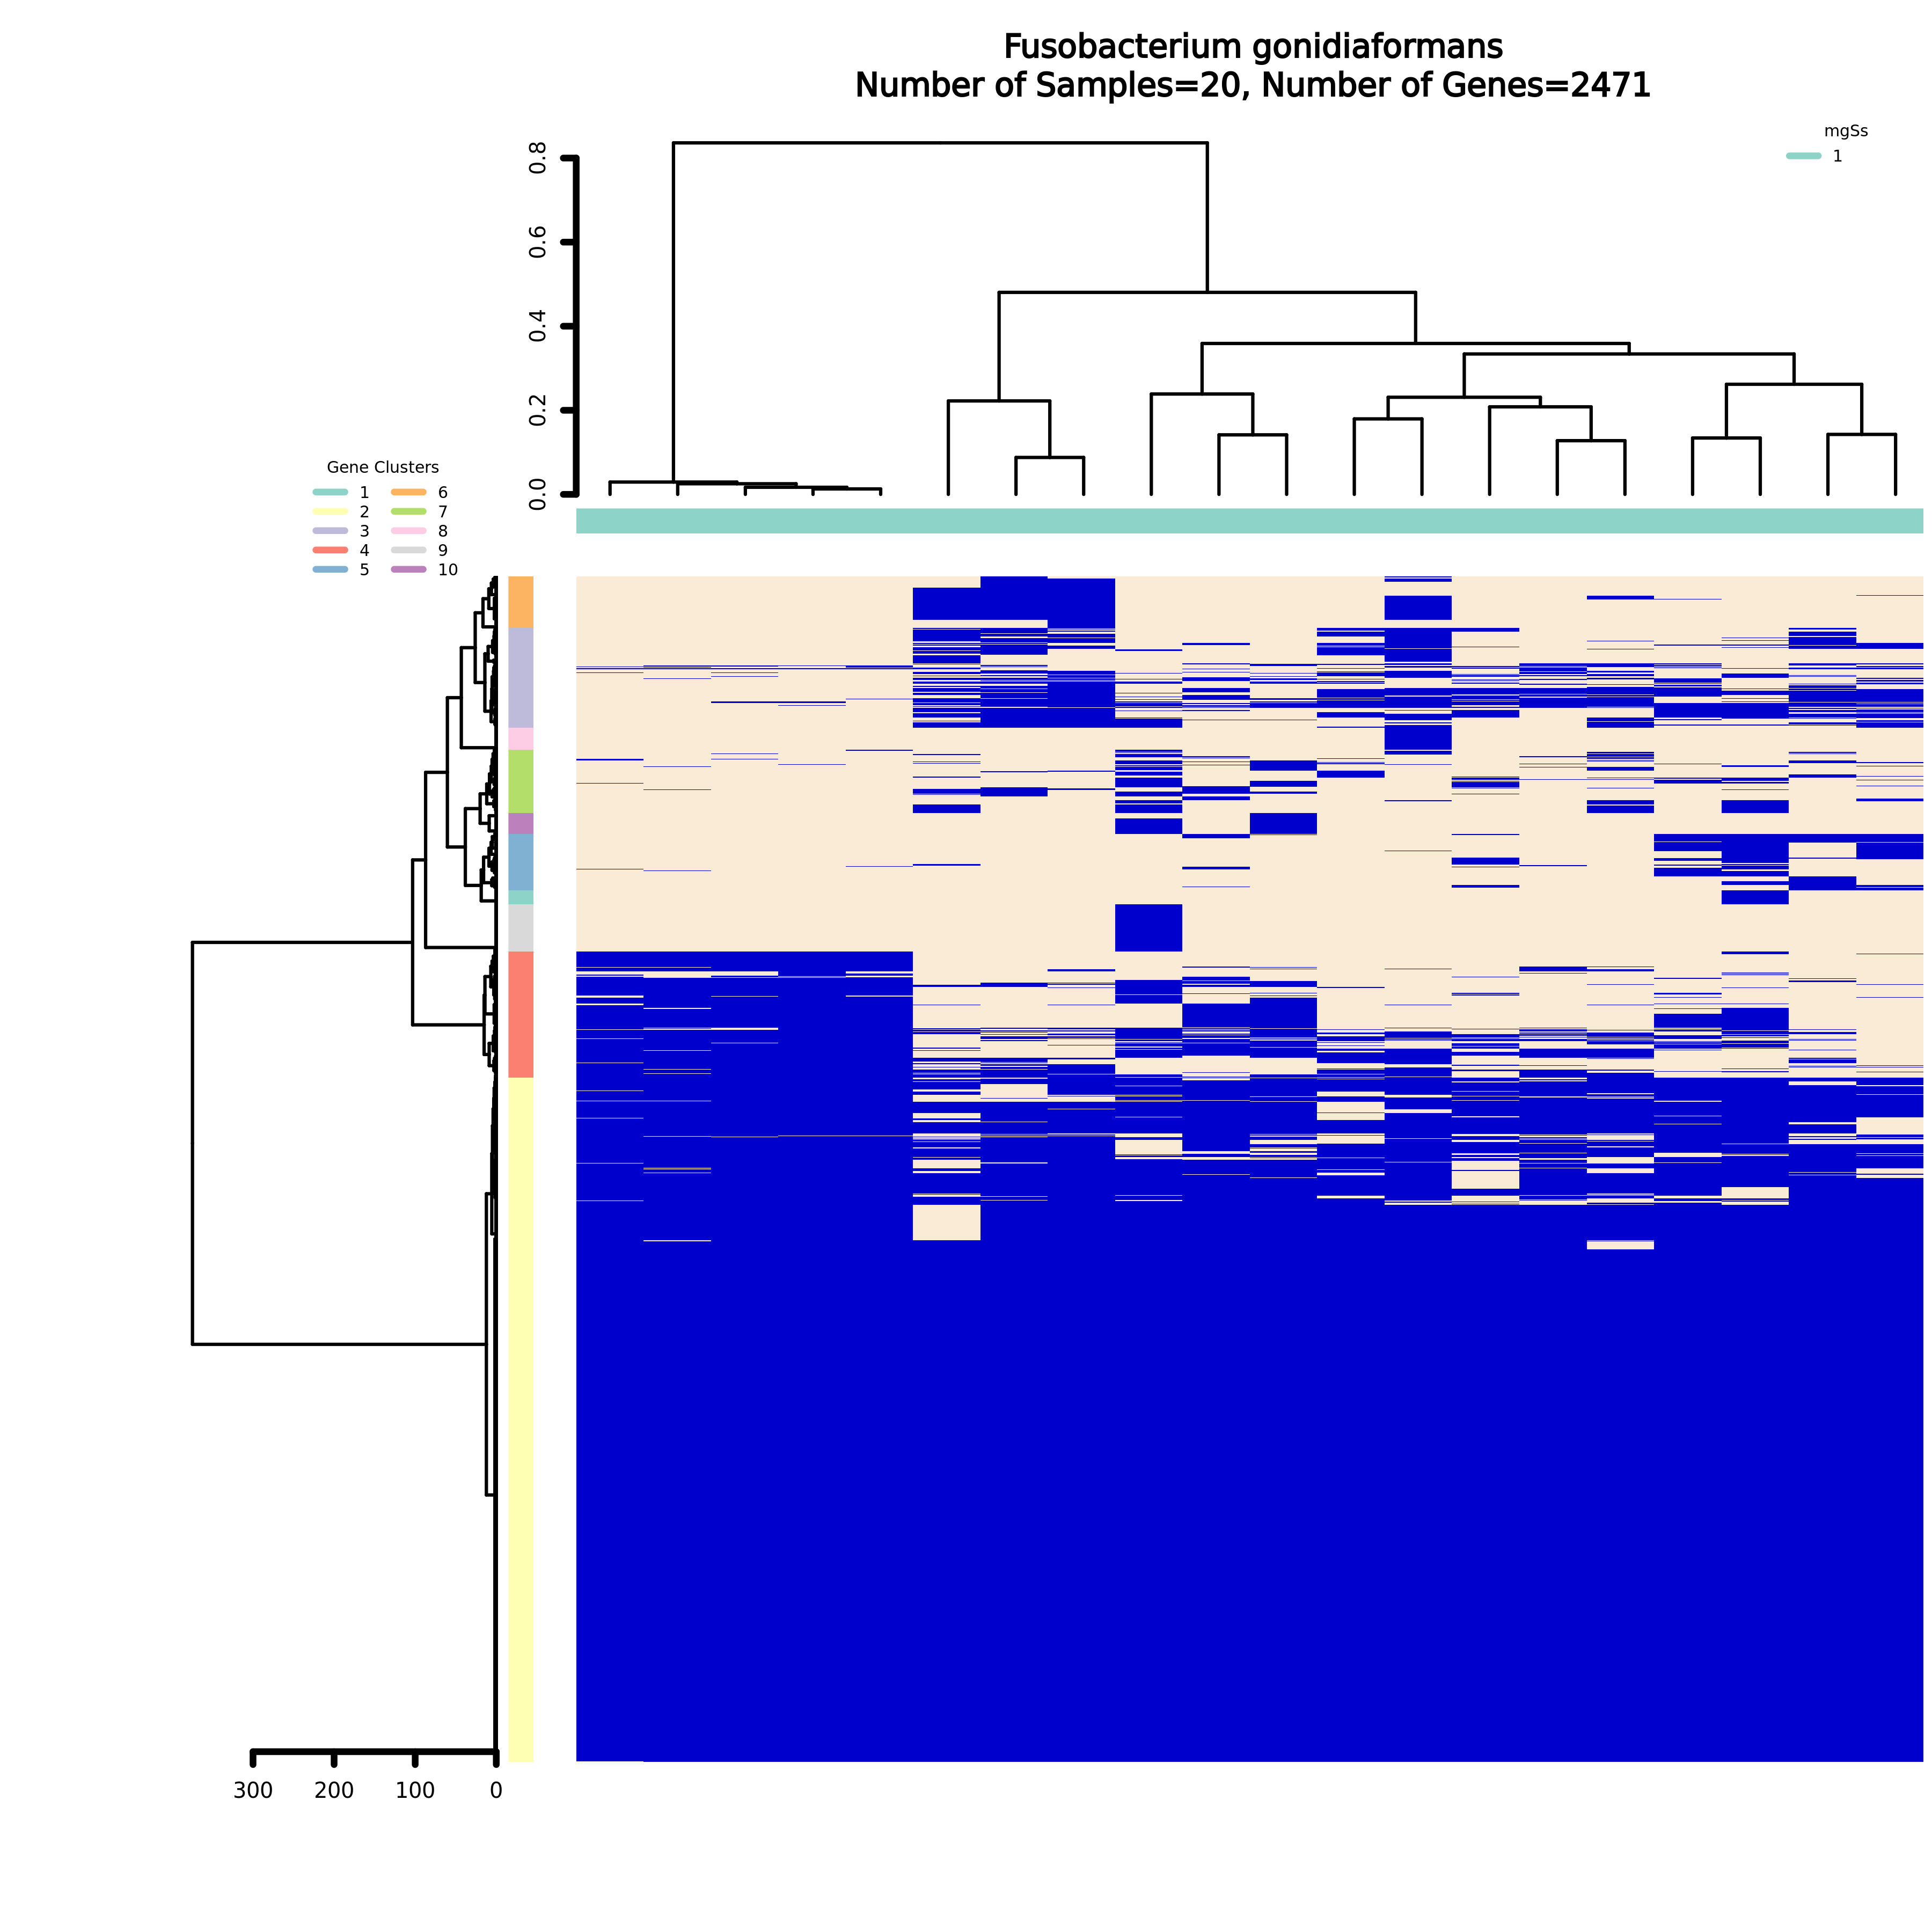 Fusobacterium gonidiaformans
Number of Samples=20, Number of Genes=2471
mgSs
1
0.8
0.6
0.4
0.2
0.0
Gene Clusters
1 6
2 7
3 8
4 9
5 10
300 200 100 0